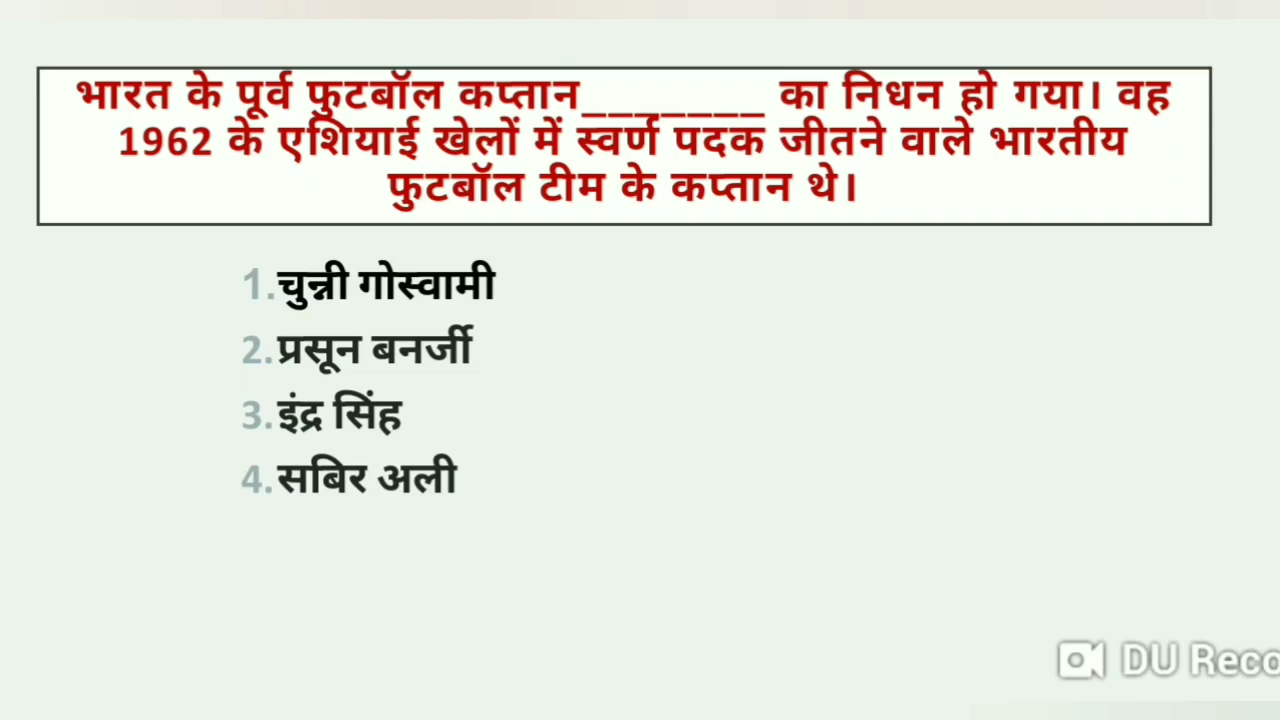 भारत के पूर्व फुटबॉल कप्तान_______ का निधन हो गया। वह
1962 के एशियाई खेलों में स्वर्ण पदक जीतने वाले भारतीय
फुटबॉल टीम के कप्तान थे।
1.चुन्नी गोस्वामी
2.प्रसून बनर्जी
3.इंद्र सिंह
4.सबिर अली
DU Reco